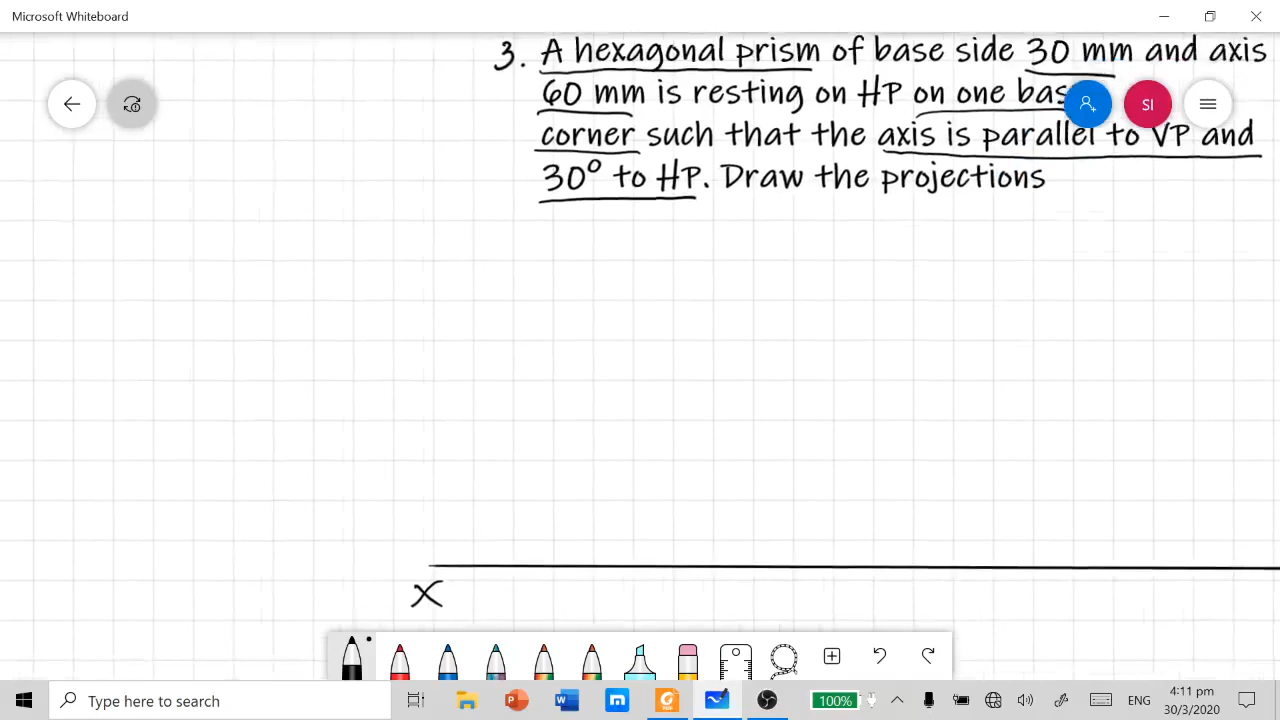 Microsoft Whiteboard
3. A hexagonal prism of base side 30 mm and axis
60 mm is resting on HP on one bas
corner such that the axis is parallel to VP and
30° to HP. Draw the projections
SI
X
Type here to search
100%
ENG
:11 pm
30/3/2020